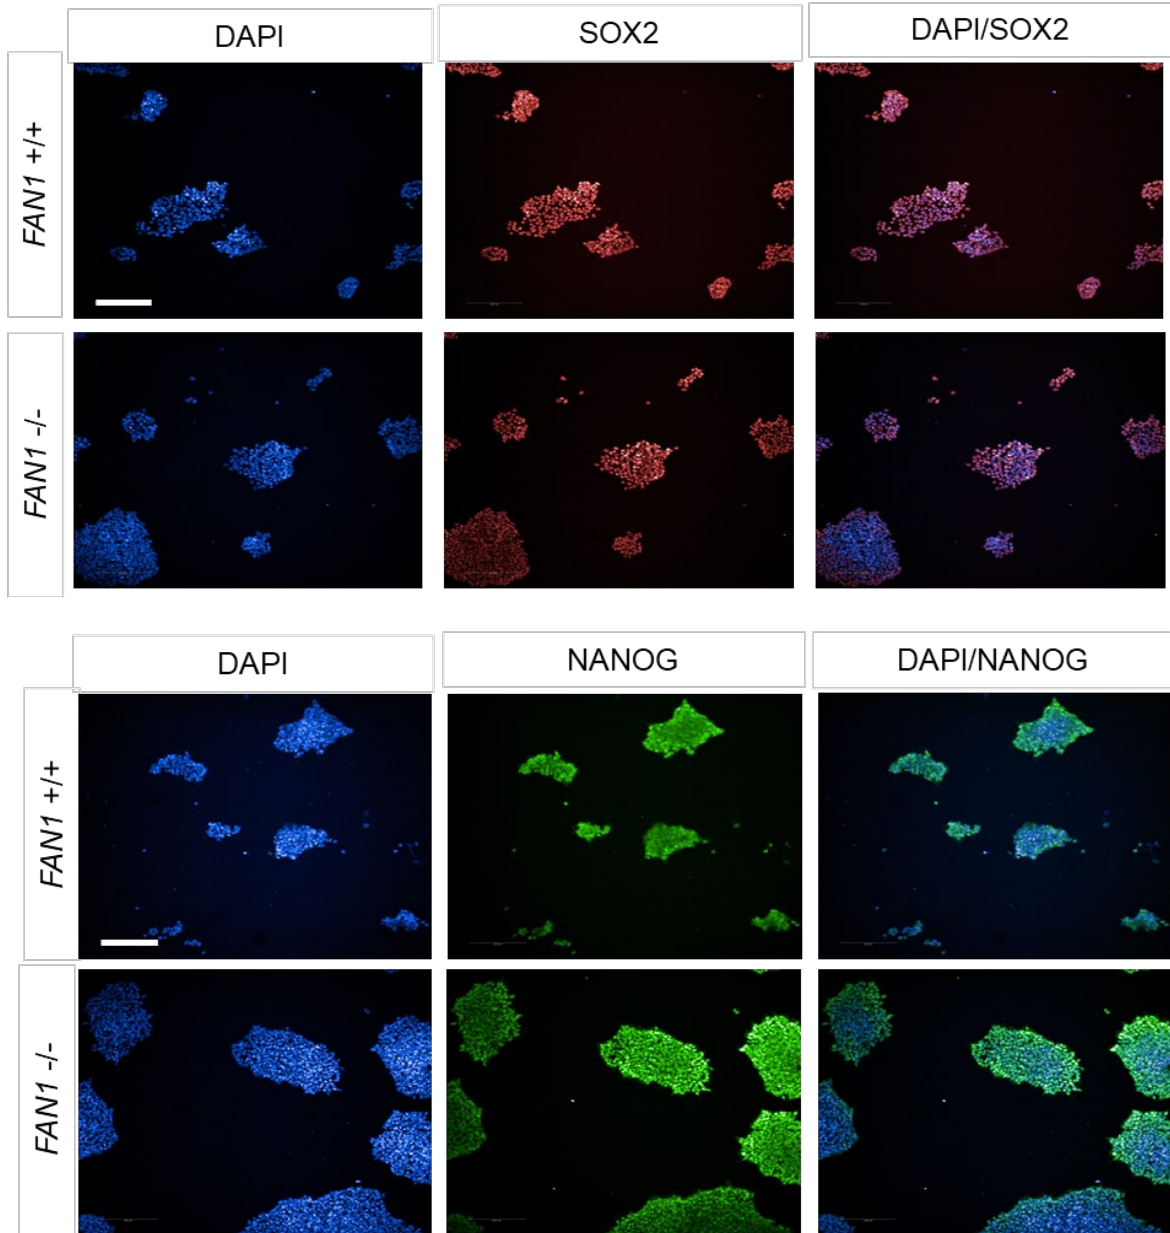 DAPI SOX2 DAPI/SOX2
FAN1 +/+
FAN1 -/-
DAPI NANOG DAPI/NANOG
FAN1 +/+
FAN1 -/-